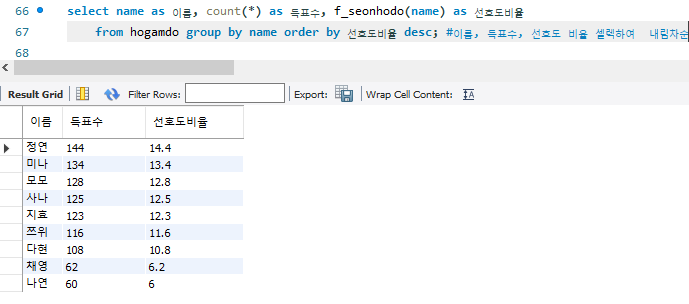 66 select name as 이름, count(*) as 득표수, f_seonhodo(name) as 선호도비율
67 from hogamdo group by name order by 선호도비율 desc; #이름, 득표수, 선호도 비율 셀렉하여 내림차순
68
Result Grid Filter Rows: Export: Wrap Cell Content: IA
이름 득표수 선호도비율
정연 144 14.4
미나 134 13.4
모모 128 12.8
사나 125 12.5
지효 123 12.3
쯔위 116 11.6
다현 108 10.8
채영 62 6.2
나연 60 6